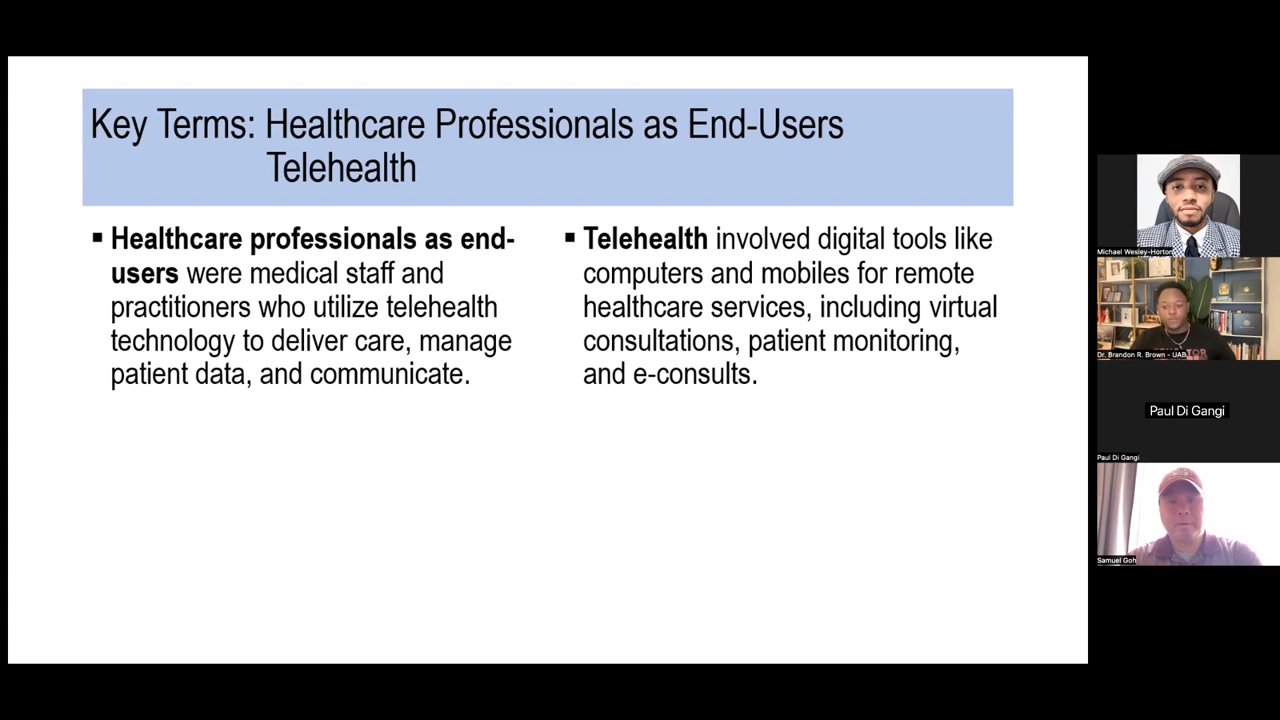 Key Terms: Healthcare Professionals as End-Users
Telehealth
▪ Healthcare professionals as end-
users were medical staff and
practitioners who utilize telehealth
technology to deliver care, manage
patient data, and communicate.
▪ Telehealth involved digital tools like
computers and mobiles for remote
healthcare services, including virtual
consultations, patient monitoring,
and e-consults.
Michael Wesley-Horton
Dr. Brandon R. Brown - UAB
Paul Di Gangi
Paul Di Gangi
Samuel Goh